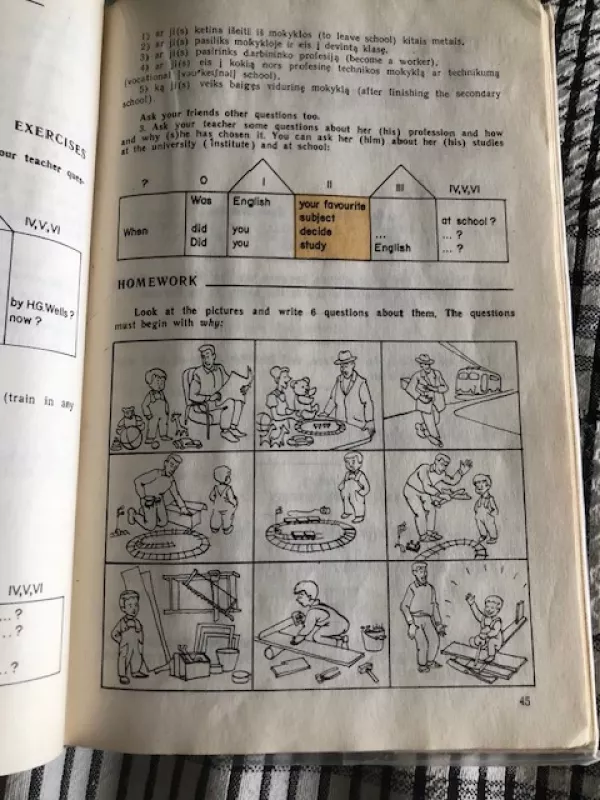 EXERCISES
our teacher ques-
IV,V,VI
by H.G.Wells ?
now ?
(train in any
IV,V,VI
...?
..?
..?
1) ar ji(s) ketina išeiti iš mokyklos (to leave school) kitais metais,
2) ar ji(s) pasiliks mokykloje ir eis į devintą klasę,
3) ar ji(s) pasirinks darbininko profesiją (become a worker),
4) ar ji(s) eis į kokią nors profesinę technikos mokyklą ar technikumą
(vocational school),
5) ką ji(s) veiks baigęs vidurinę mokyklą (after finishing the secondary
school).
Ask your friends other questions too.
3. Ask your teacher some questions about her (his) profession and how
and why (s)he has chosen it. You can ask her (him) about her (his) studies
at the university (institute) and at school:
? O I II III IV,V,VI
Was English your favourite
subject at school ?
When did you decide ... ... ?
Did you study English ... ?
HOMEWORK
Look at the pictures and write 6 questions about them. The questions
must begin with why:
45